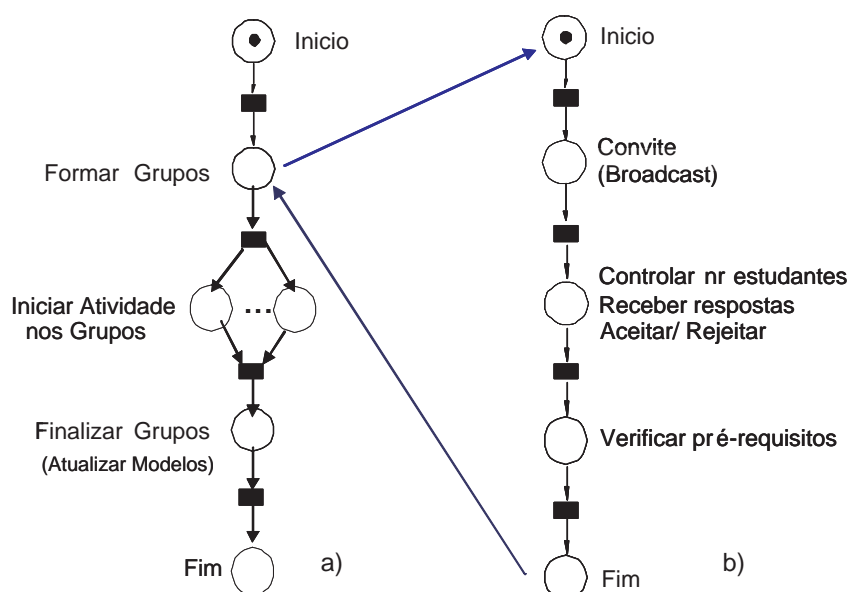 Inicio
Formar Grupos
Iniciar Atividade
nos Grupos
...
Finalizar Grupos
(Atualizar Modelos)
Fim
a)
Inicio
Convite
(Broadcast)
Controlar nr estudantes
Receber respostas
Aceitar/ Rejeitar
Verificar pré-requisitos
Fim
b)